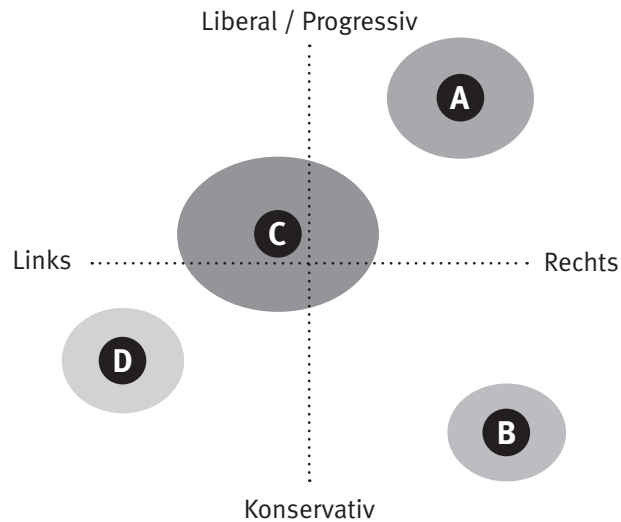 Liberal / Progressiv
A
C
Links
Rechts
D
B
Konservativ